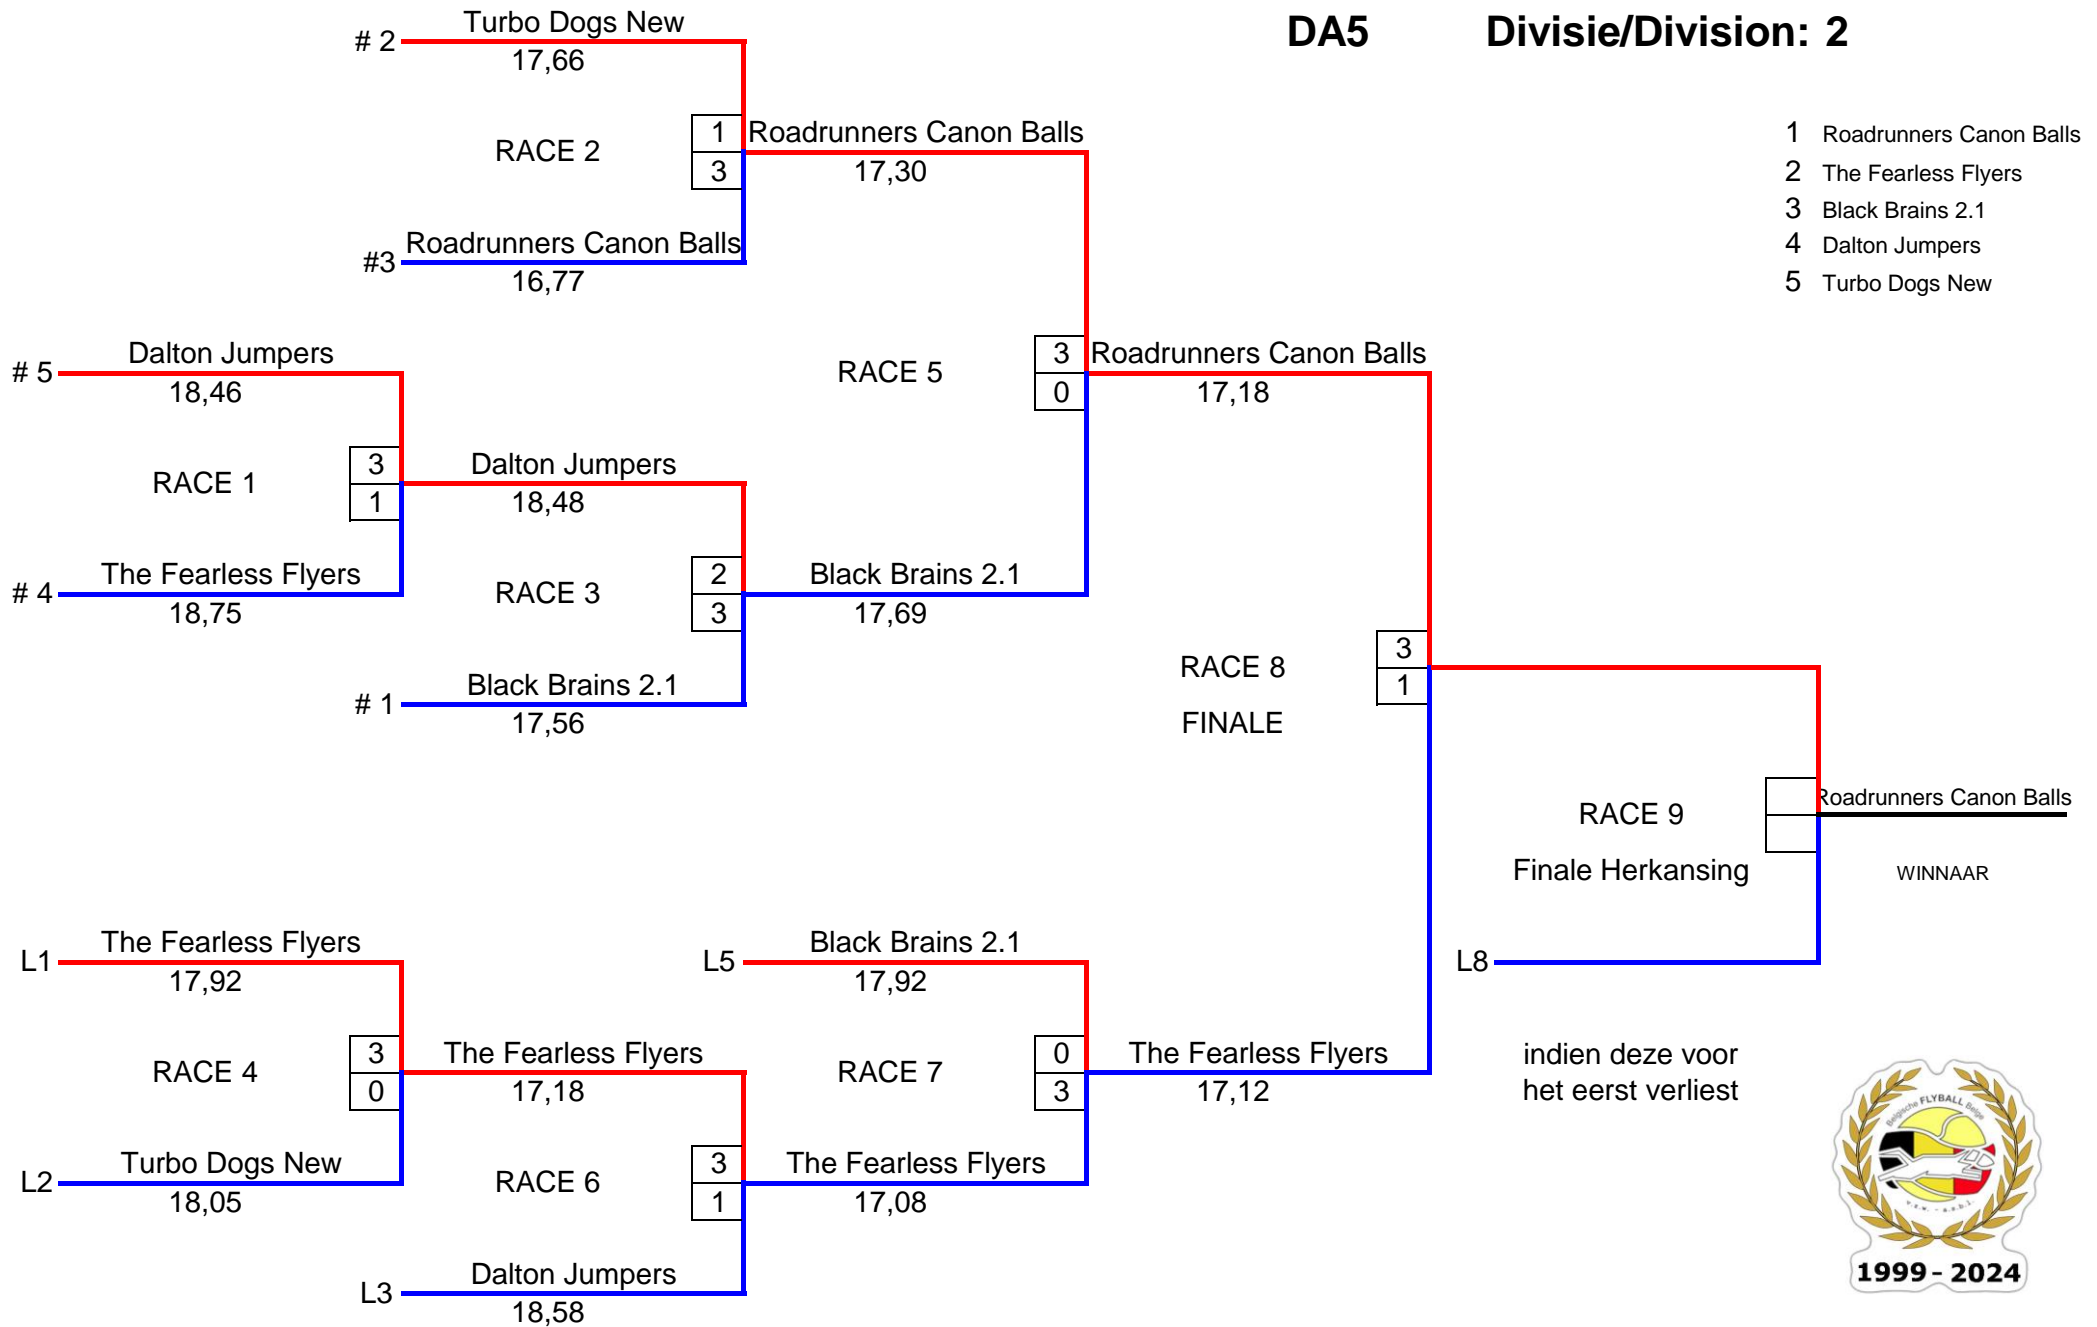 DA5 Divisie/Division: 2
# 2 Turbo Dogs New
17,66
RACE 2
1
3
#3 Roadrunners Canon Balls
16,77
Roadrunners Canon Balls
17,30
1 Roadrunners Canon Balls
2 The Fearless Flyers
3 Black Brains 2.1
4 Dalton Jumpers
5 Turbo Dogs New
# 5 Dalton Jumpers
18,46
RACE 1
3
1
# 4 The Fearless Flyers
18,75
Dalton Jumpers
18,48
RACE 3
2
3
# 1 Black Brains 2.1
17,56
RACE 5
3
0
Black Brains 2.1
17,69
Roadrunners Canon Balls
17,18
RACE 8
FINALE
3
1
RACE 9
Finale Herkansing
Roadrunners Canon Balls
WINNAAR
L1 The Fearless Flyers
17,92
RACE 4
3
0
L2 Turbo Dogs New
18,05
The Fearless Flyers
17,18
RACE 6
3
1
L3 Dalton Jumpers
18,58
L5 Black Brains 2.1
17,92
RACE 7
0
3
The Fearless Flyers
17,08
The Fearless Flyers
17,12
L8
indien deze voor
het eerst verliest
Belgische FLYBALL Belge
v.z.w. - a.s.b.l.
1999 - 2024